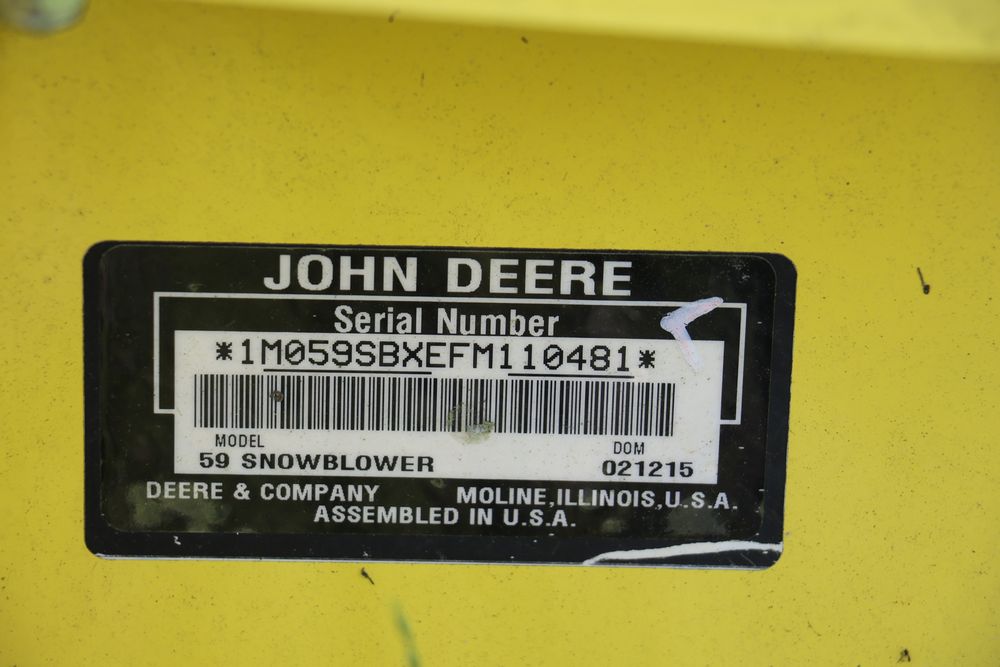 JOHN DEERE
Serial Number
*1M059SBXEFM110481*
MODEL
59 SNOWBLOWER
DOM
021215
DEERE & COMPANY MOLINE, ILLINOIS, U.S.A.
ASSEMBLED IN U.S.A.